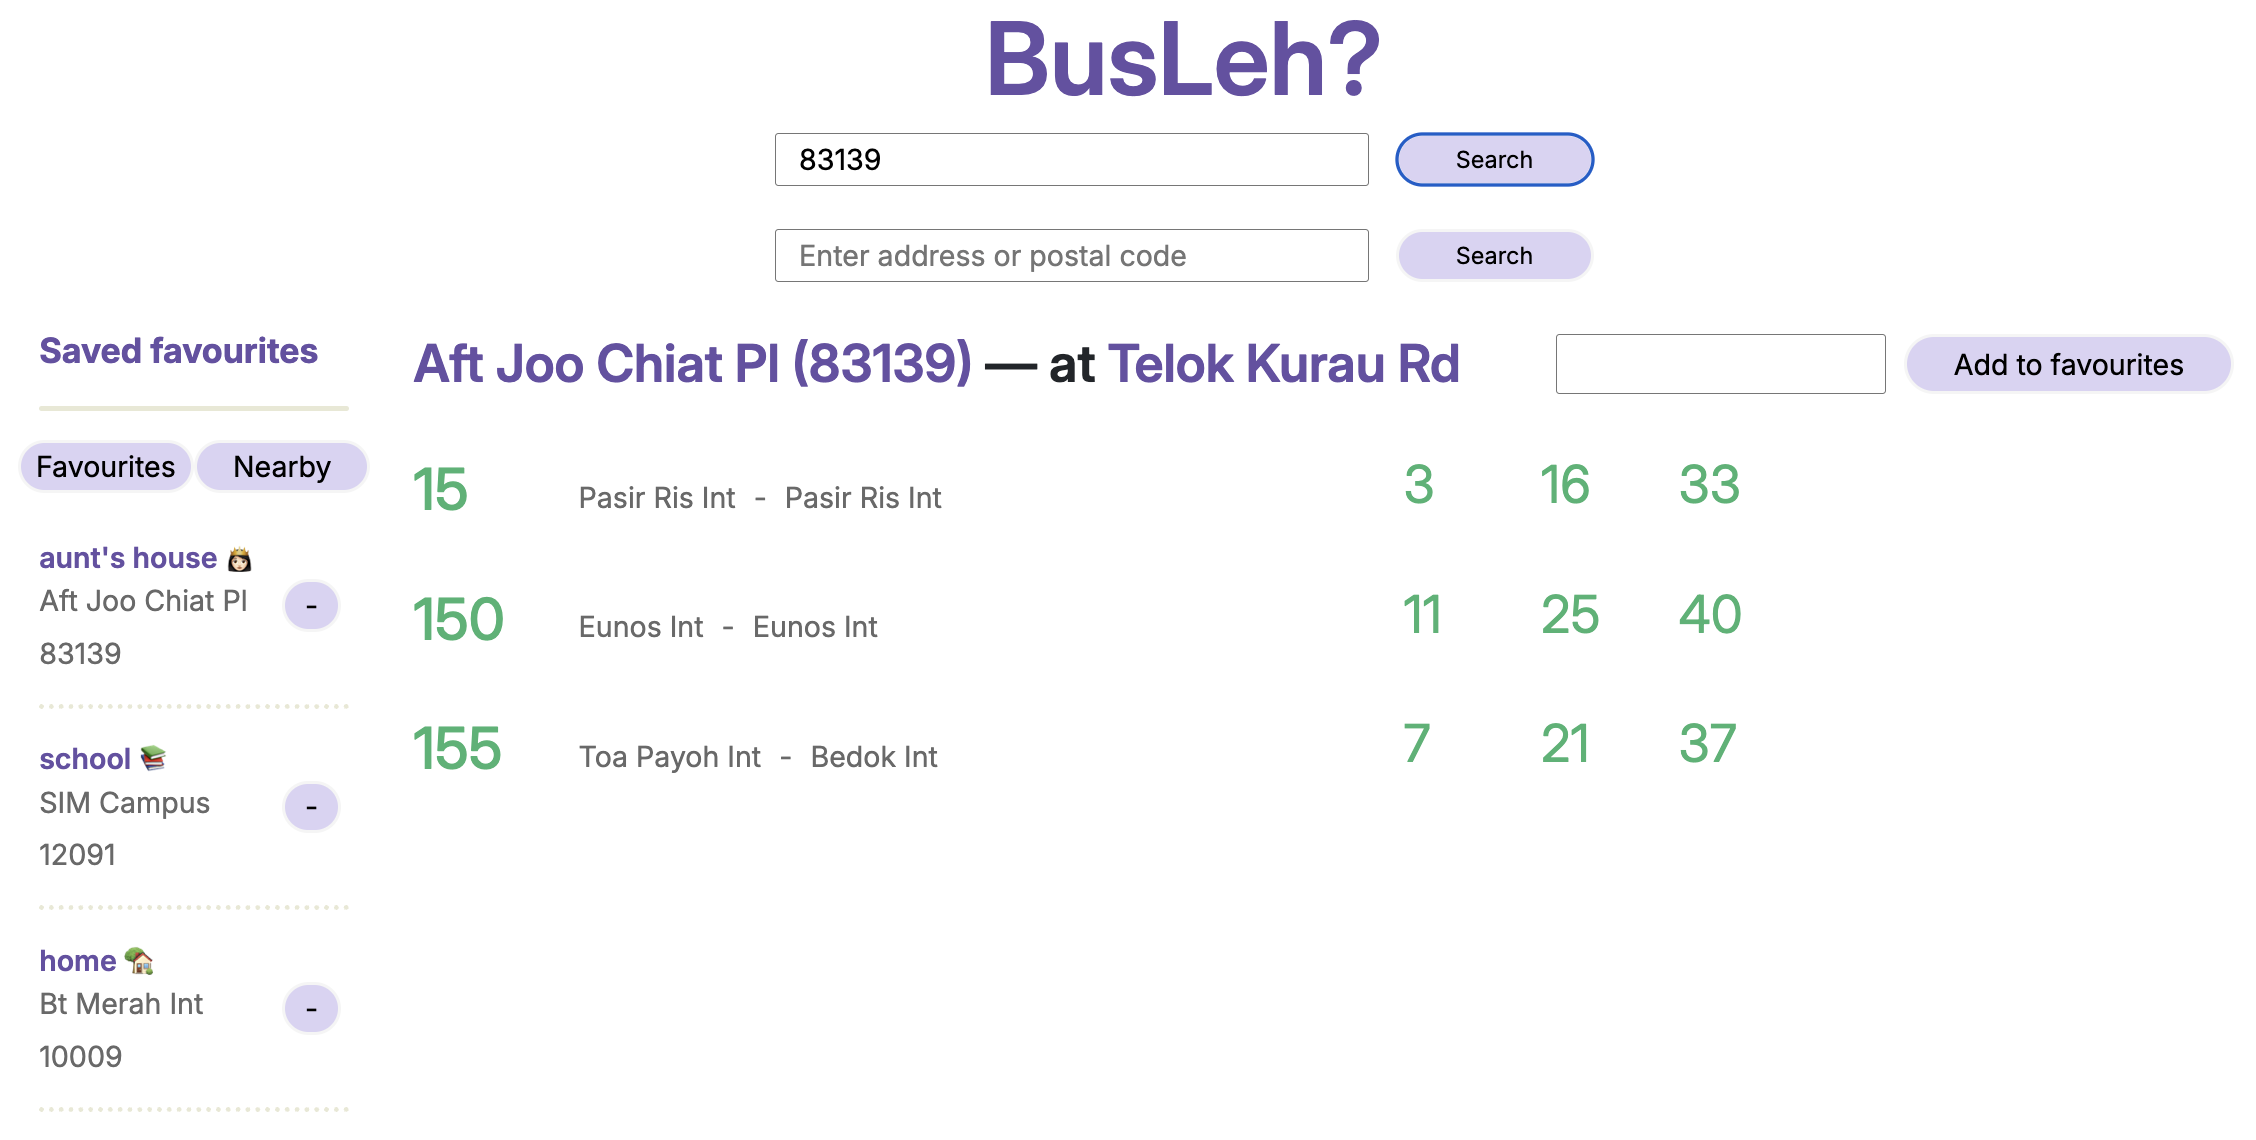 BusLeh?
83139
Search
Enter address or postal code
Search
Saved favourites
Favourites
Nearby
aunt's house 👸🏻
Aft Joo Chiat Pl
83139
-
school 📚
SIM Campus
12091
-
home 🏡
Bt Merah Int
10009
-
Aft Joo Chiat Pl (83139) — at Telok Kurau Rd
Add to favourites
15 Pasir Ris Int - Pasir Ris Int 3 16 33
150 Eunos Int - Eunos Int 11 25 40
155 Toa Payoh Int - Bedok Int 7 21 37